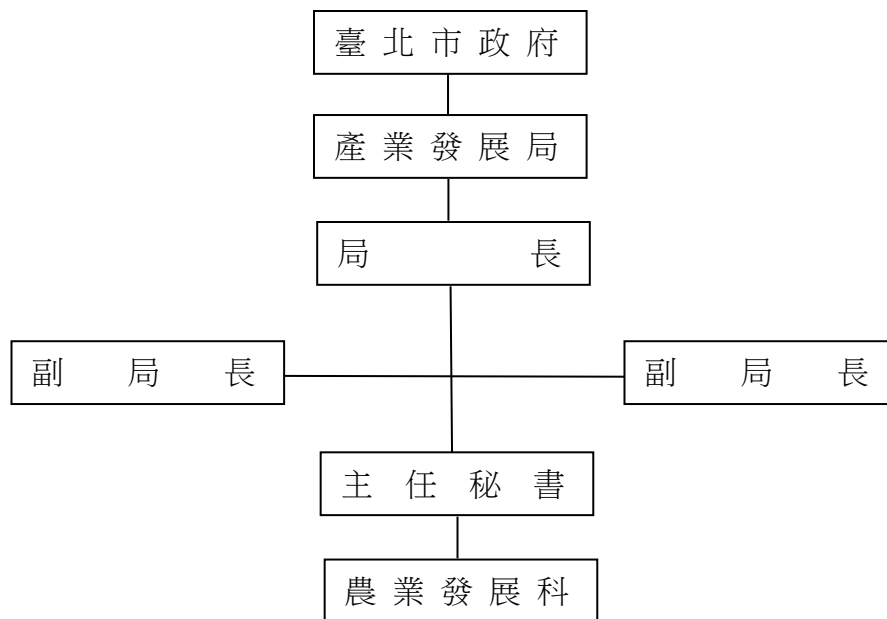 臺北市政府
產業發展局
局長
副局長
副局長
主任秘書
農業發展科